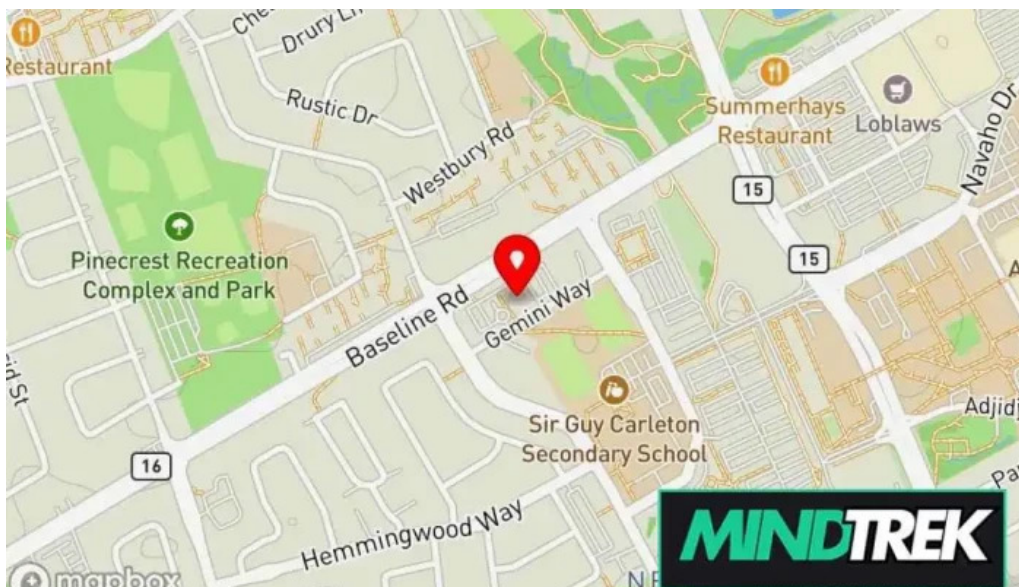 Drury
Rustic Dr
Restaurant
Westbury Rd
Summerhays
Restaurant
Loblaws
Navaho Dr
15
15
Pinecrest Recreation
Complex and Park
Baseline Rd
Gemini Way
Sir Guy Carleton
Secondary School
16
Hemmingwood Way
MINDTREK
mapbox